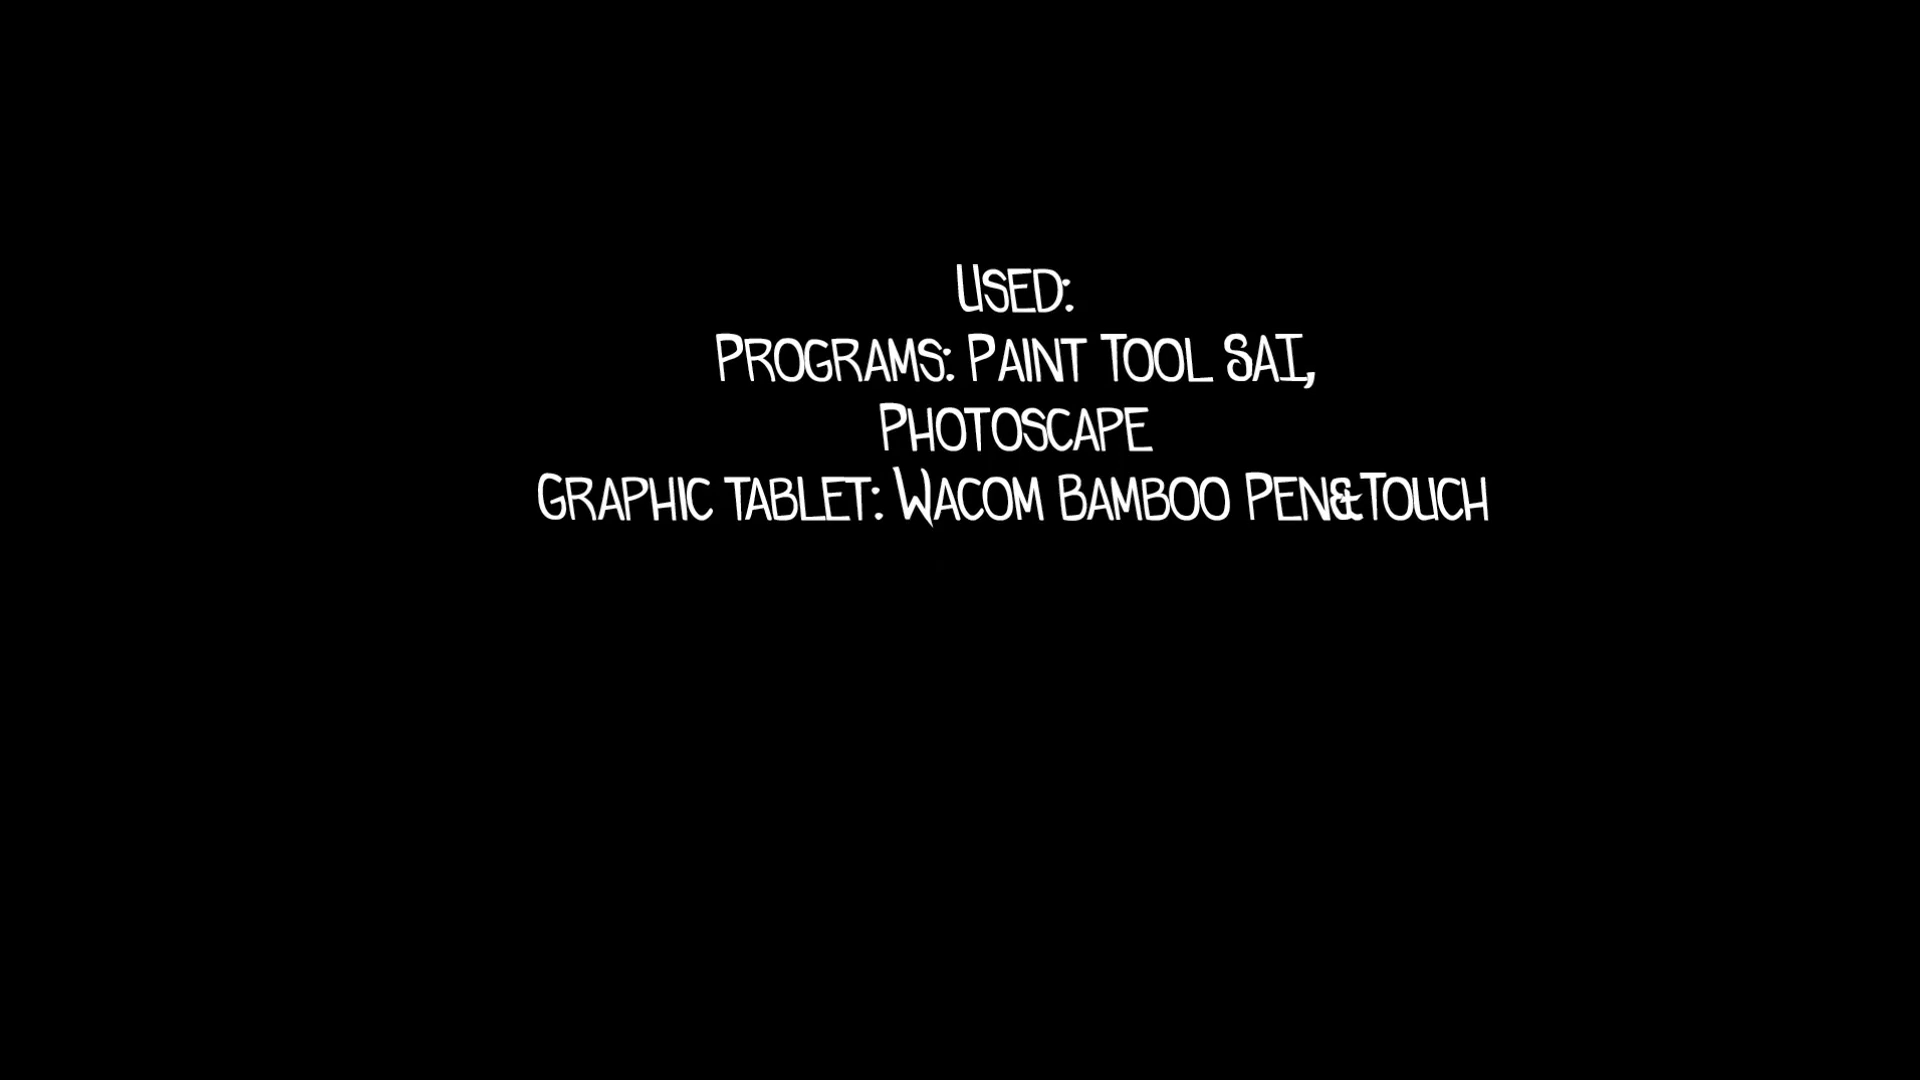 Used:
Programs: Paint Tool SAI,
Photoscape
Graphic tablet: Wacom Bamboo Pen&Touch